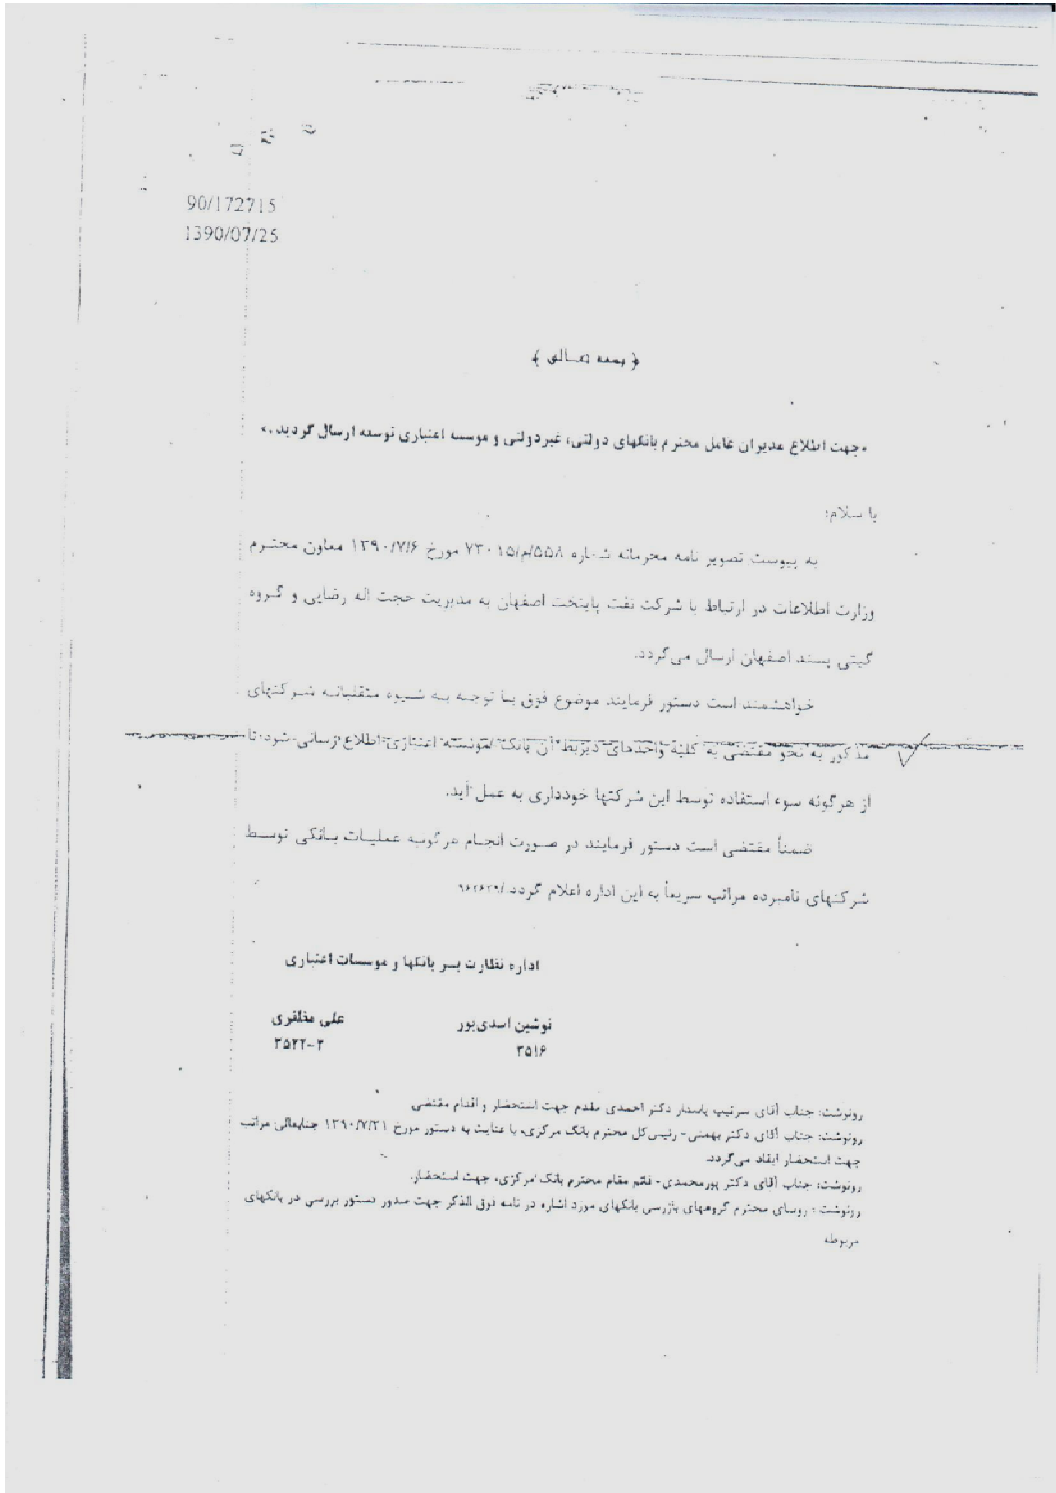 90/172715
1390/07/25
﴿ بسمه تعالی ﴾
«جهت اطلاع مدیران عامل محترم بانکهای دولتی، غیردولتی و موسسه اعتباری توسعه ارسال گردید.»
با سلام؛
به پیوست تصویر نامه محرمانه شماره ۷۳۰۱۵/م/۵۵۸ مورخ ۱۳۹۰/۷/۶ معاون محترم
وزارت اطلاعات در ارتباط با شرکت نفت پایتخت اصفهان به مدیریت حجت اله رضایی و گروه
گیتی پسند اصفهان ارسال می‌گردد.
خواهشمند است دستور فرمایند. موضوع فوق با توجه به شیوه متقلبانه شرکتهای
مذکور به نحو مقتضی به کلیه واحدهای ذیربط آن بانک/موسسه اعتباری اطلاع رسانی شود تا
از هرگونه سوء استفاده توسط این شرکتها خودداری به عمل آید.
ضمناً مقتضی است دستور فرمایند در صورت انجام هرگونه عملیات بانکی توسط
شرکتهای نامبرده مراتب سریعاً به این اداره اعلام گردد/
اداره نظارت بر بانکها و موسسات اعتباری
نوشین اسدی‌پور علی مظفری
۳۵۱۶ ۳۵۲۲-۳
رونوشت: جناب آقای سرتیپ پاسدار دکتر احمدی مقدم جهت استحضار و اقدام مقتضی
رونوشت: جناب آقای دکتر بهمنی- رئیس‌کل محترم بانک مرکزی، با عنایت به دستور مورخ ۱۳۹۰/۷/۲۱ جنابعالی مراتب
جهت استحضار ایفاد می‌گردد.
رونوشت: جناب آقای دکتر پورمحمدی- قائم مقام محترم بانک مرکزی، جهت استحضار.
رونوشت: روسای محترم گروههای بازرسی بانکهای مورد اشاره در نامه فوق الذکر جهت صدور دستور بررسی در بانکهای
مربوطه